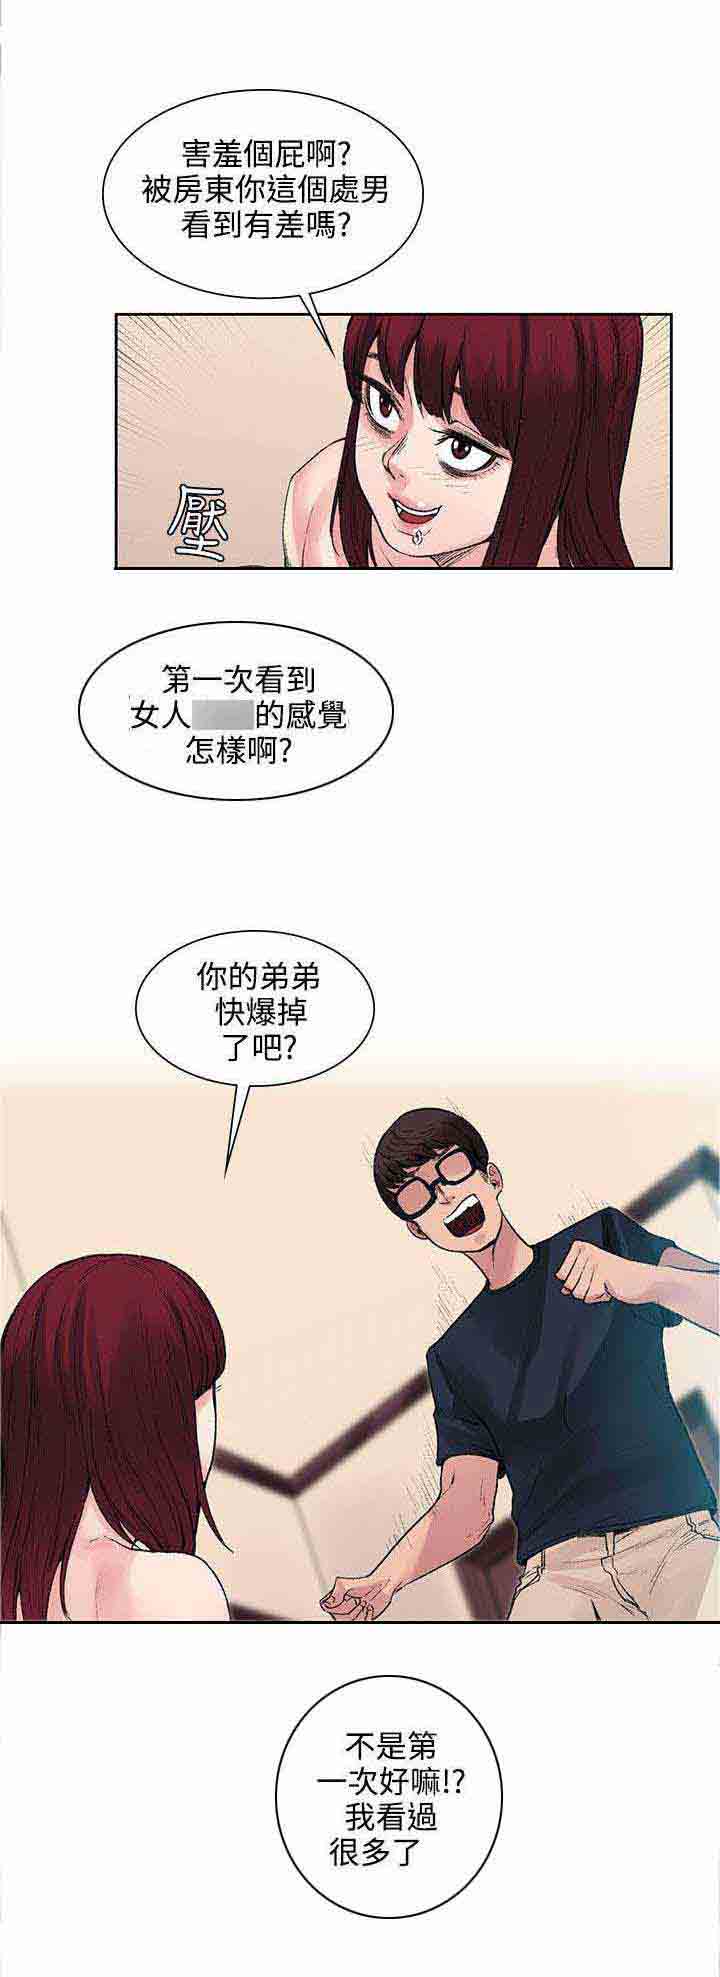 害羞個屁啊?
被房東你這個處男
看到有差嗎?
壓
第一次看到
女人 的感覺
怎樣啊?
你的弟弟
快爆掉
了吧?
不是第
一次好嘛!?
我看過
很多了